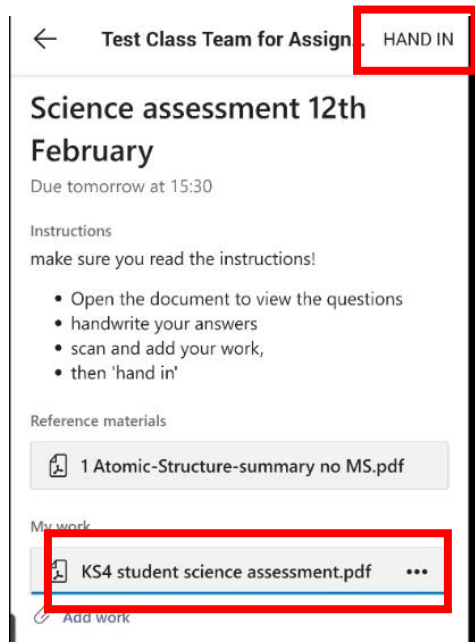 Test Class Team for Assign... HAND IN
Science assessment 12th
February
Due tomorrow at 15:30
Instructions
make sure you read the instructions!
• Open the document to view the questions
• handwrite your answers
• scan and add your work,
• then 'hand in'
Reference materials
1 Atomic-Structure-summary no MS.pdf
My work
KS4 student science assessment.pdf
Add work